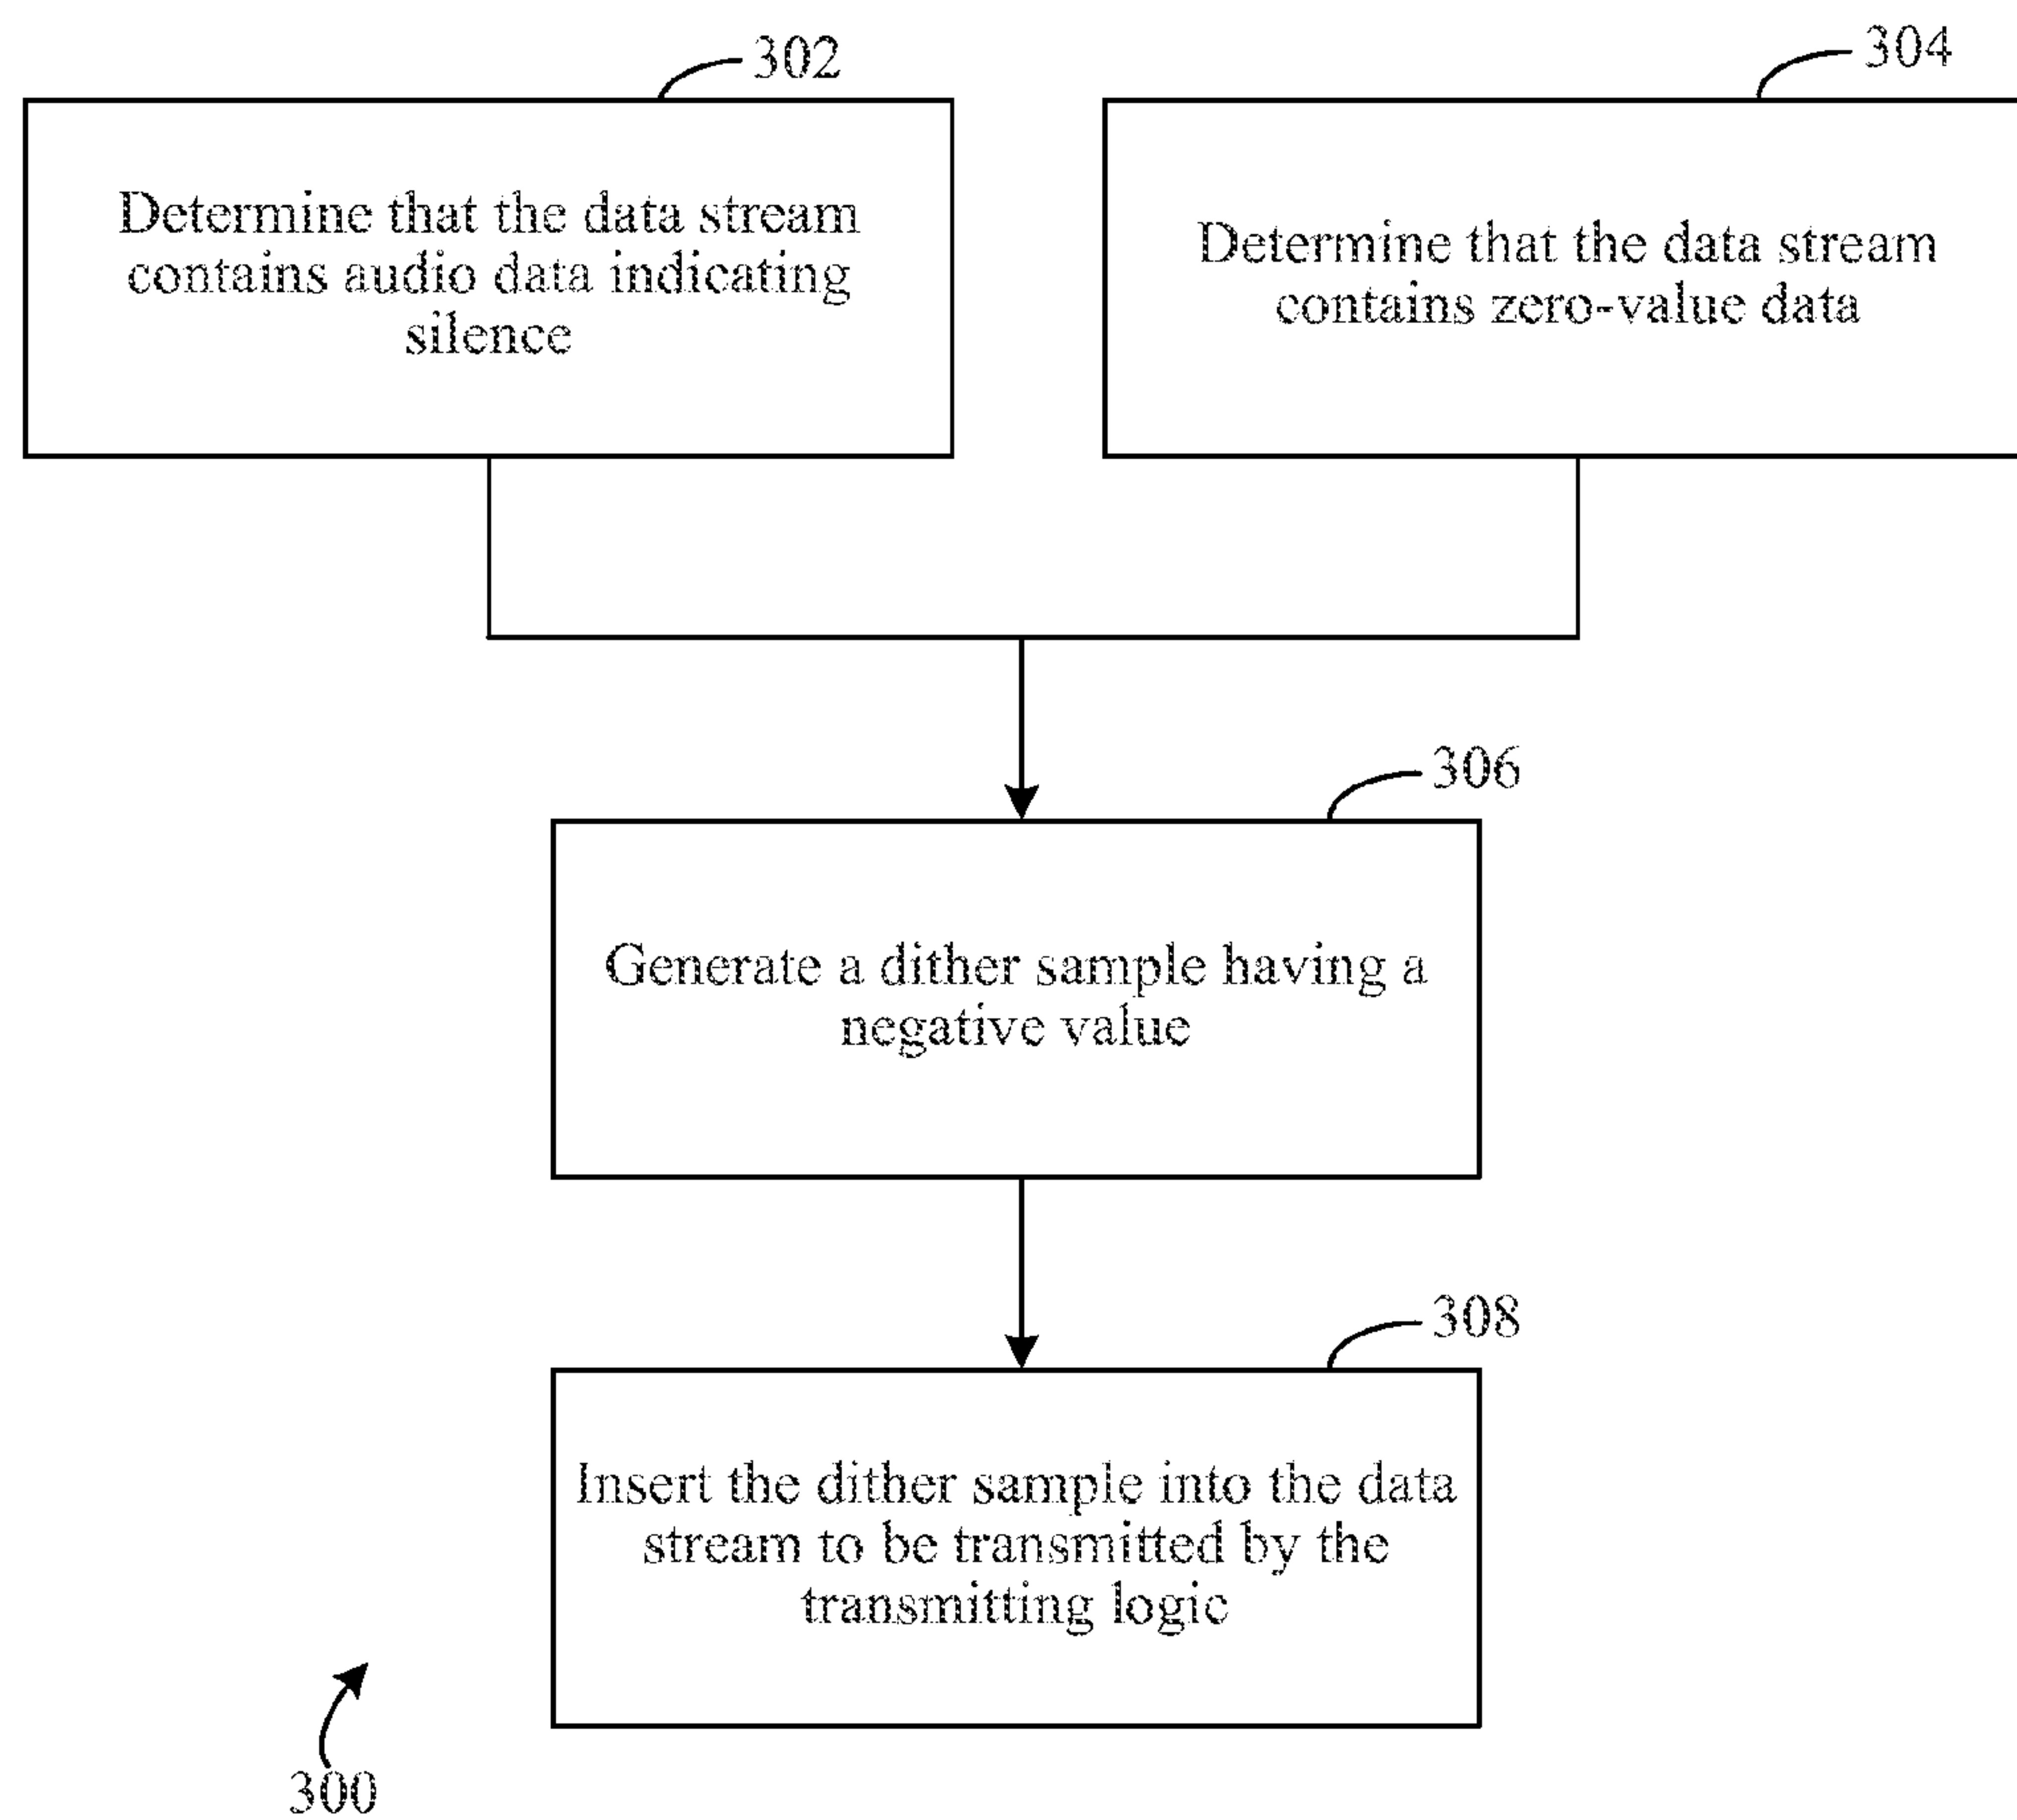 302
304
Determine that the data stream
contains audio data indicating
silence
Determine that the data stream
contains zero-value data
306
Generate a dither sample having a
negative value
308
Insert the dither sample into the data
stream to be transmitted by the
transmitting logic
300